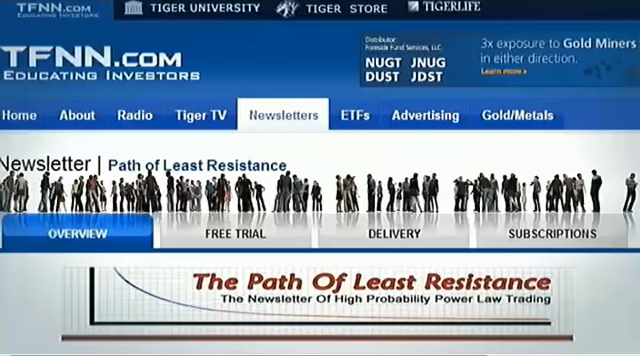 TFNN.COM
EDUCATING INVESTORS
TIGER UNIVERSITY
TIGER STORE
TIGERLIFE
TFNN.COM
EDUCATING INVESTORS
Distributor:
Foreside Fund Services, LLC.
NUGT JNUG
DUST JDST
3x exposure to Gold Miners
in either direction.
Learn more
Home About Radio Tiger TV Newsletters ETFs Advertising Gold/Metals
Newsletter | Path of Least Resistance
OVERVIEW FREE TRIAL DELIVERY SUBSCRIPTIONS
The Path Of Least Resistance
The Newsletter Of High Probability Power Law Trading